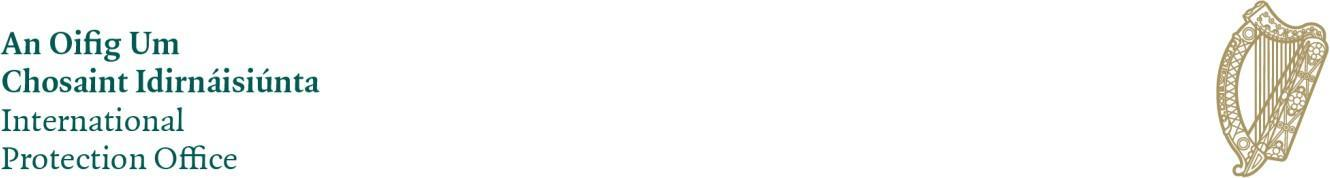 An Oifig Um
Chosaint Idirnáisiúnta
International
Protection Office